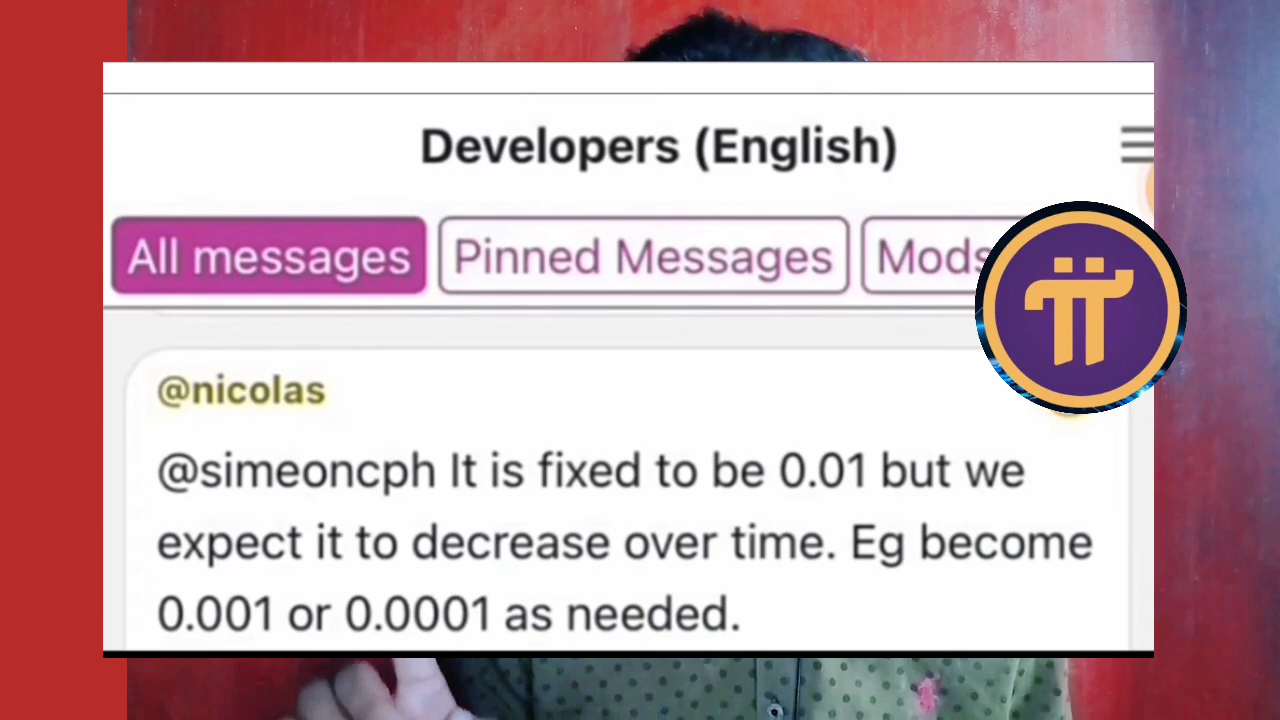 Developers (English)
All messages
Pinned Messages
Mods
@nicolas
@simeoncph It is fixed to be 0.01 but we
expect it to decrease over time. Eg become
0.001 or 0.0001 as needed.